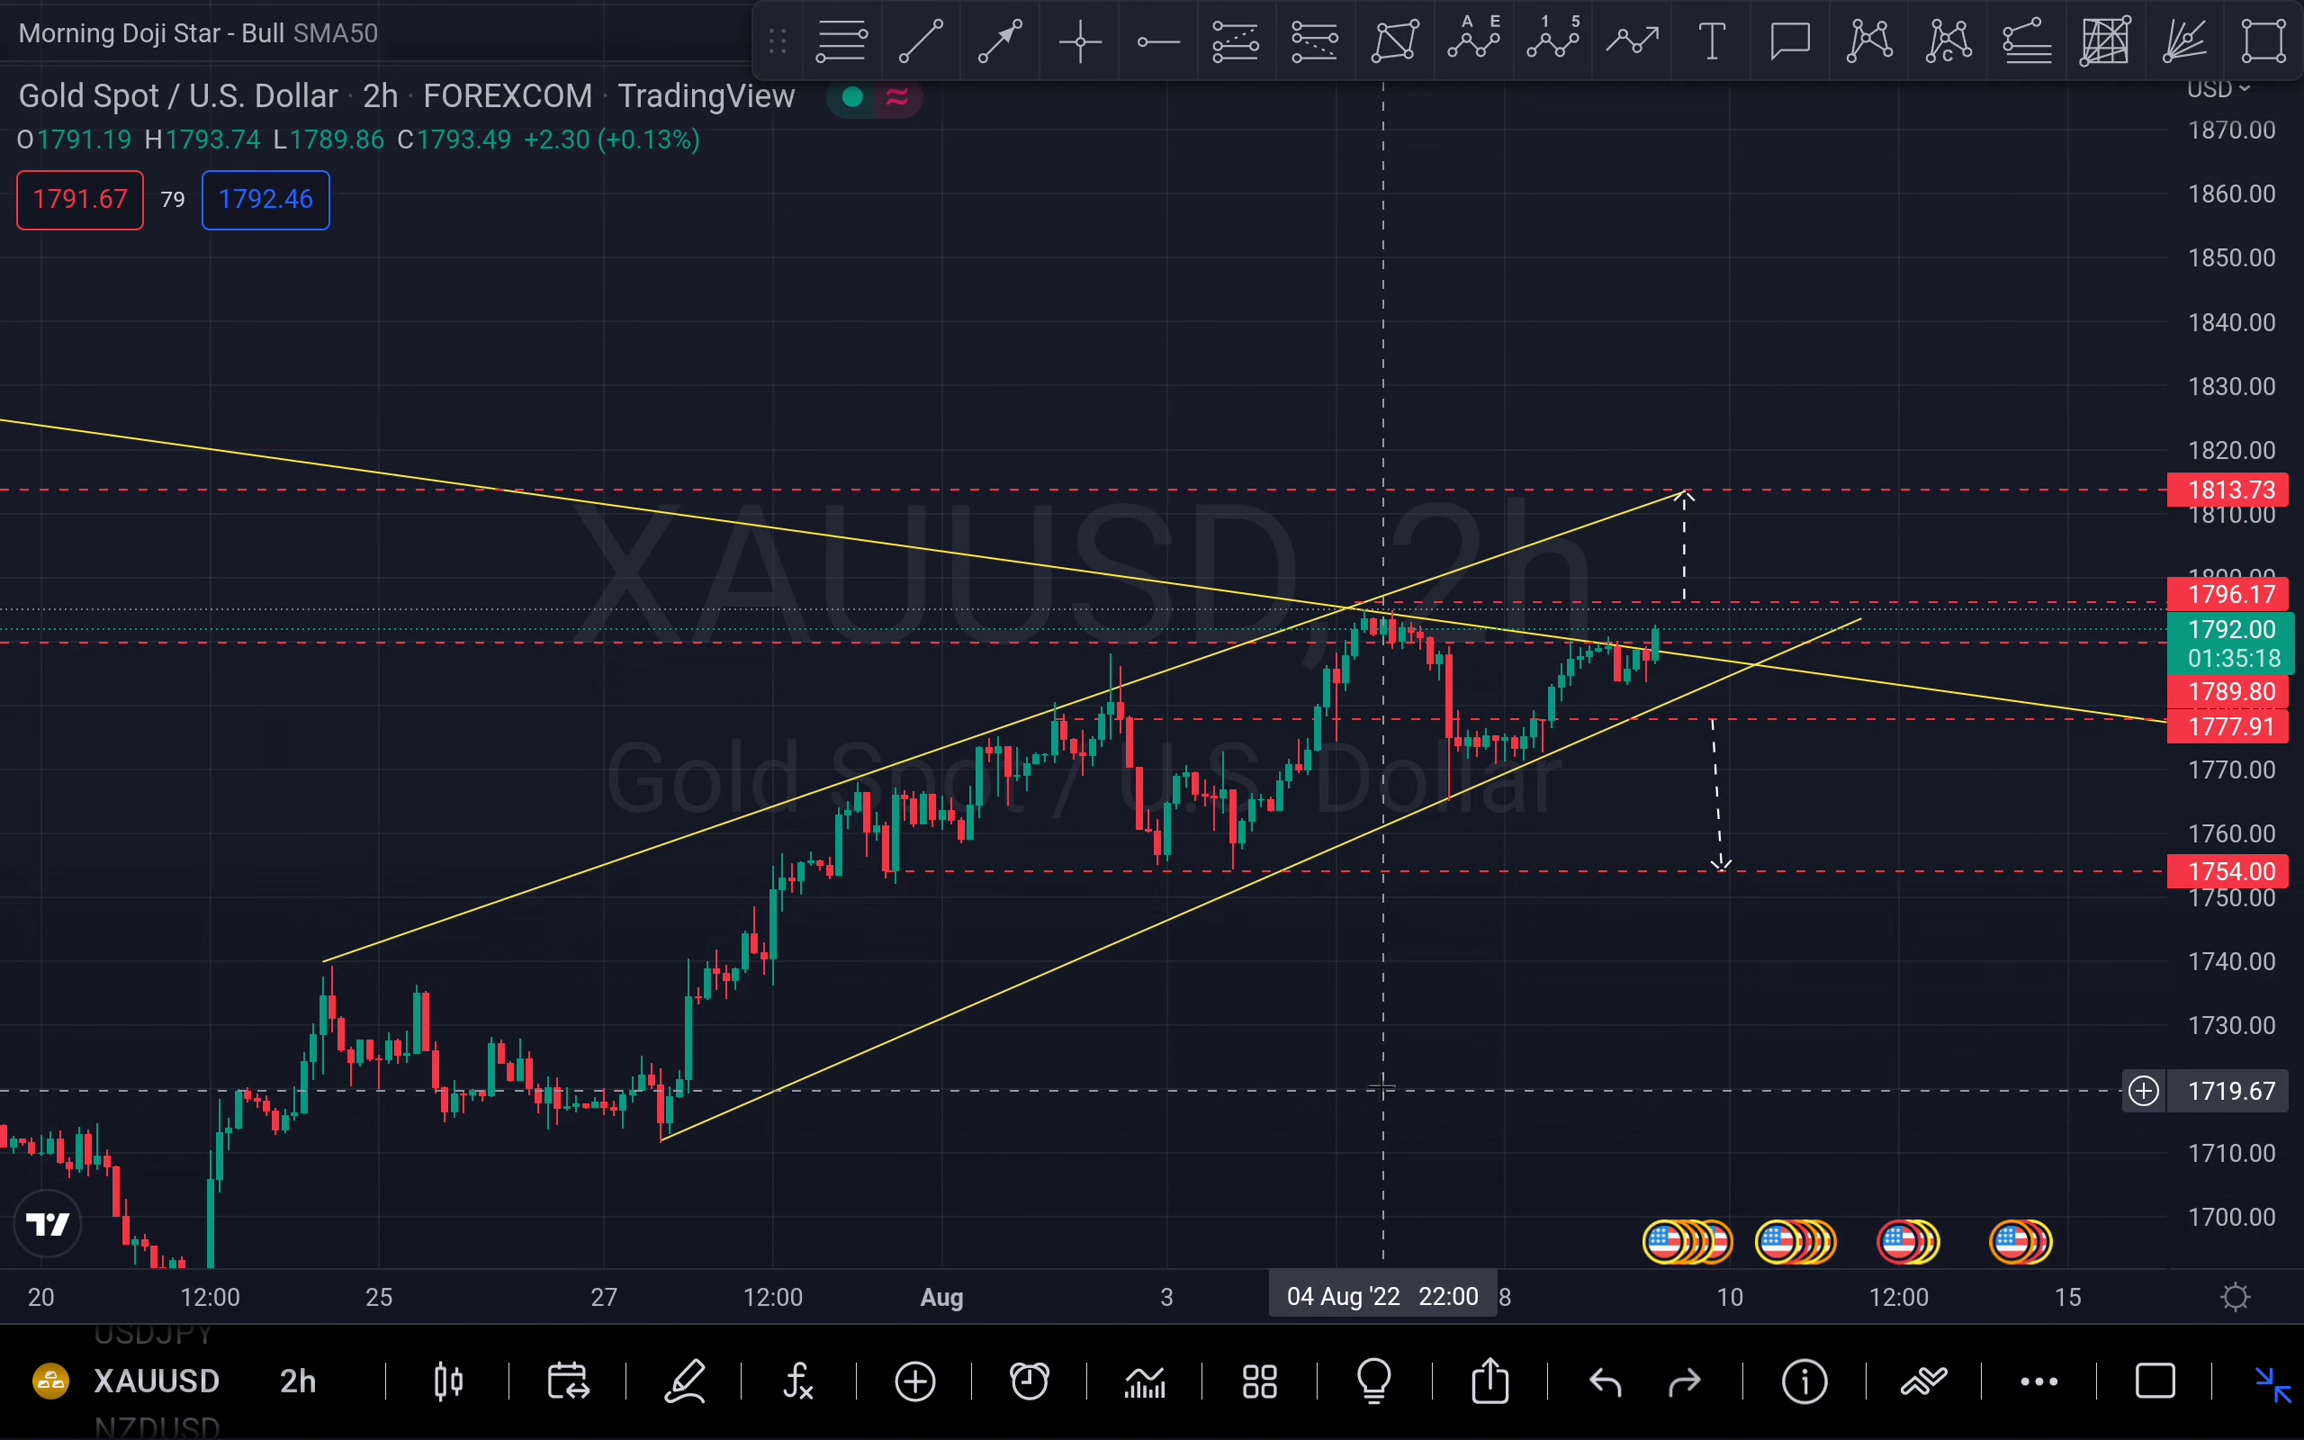 Morning Doji Star - Bull SMA50
A E
1 5
T
C
Gold Spot / U.S. Dollar · 2h · FOREXCOM · TradingView
USD
O1791.19 H1793.74 L1789.86 C1793.49 +2.30 (+0.13%)
1791.67 79 1792.46
1870.00
1860.00
1850.00
1840.00
1830.00
1820.00
1813.73
1810.00
1800.00
1796.17
1792.00
01:35:18
1789.80
1777.91
1770.00
1760.00
1754.00
1750.00
1740.00
1730.00
1719.67
1710.00
1700.00
XAUUSD, 2h
Gold Spot / U.S. Dollar
20 12:00 25 27 12:00 Aug 3 04 Aug '22 22:00 8 10 12:00 15
USDJPY
XAUUSD 2h
NZDUSD